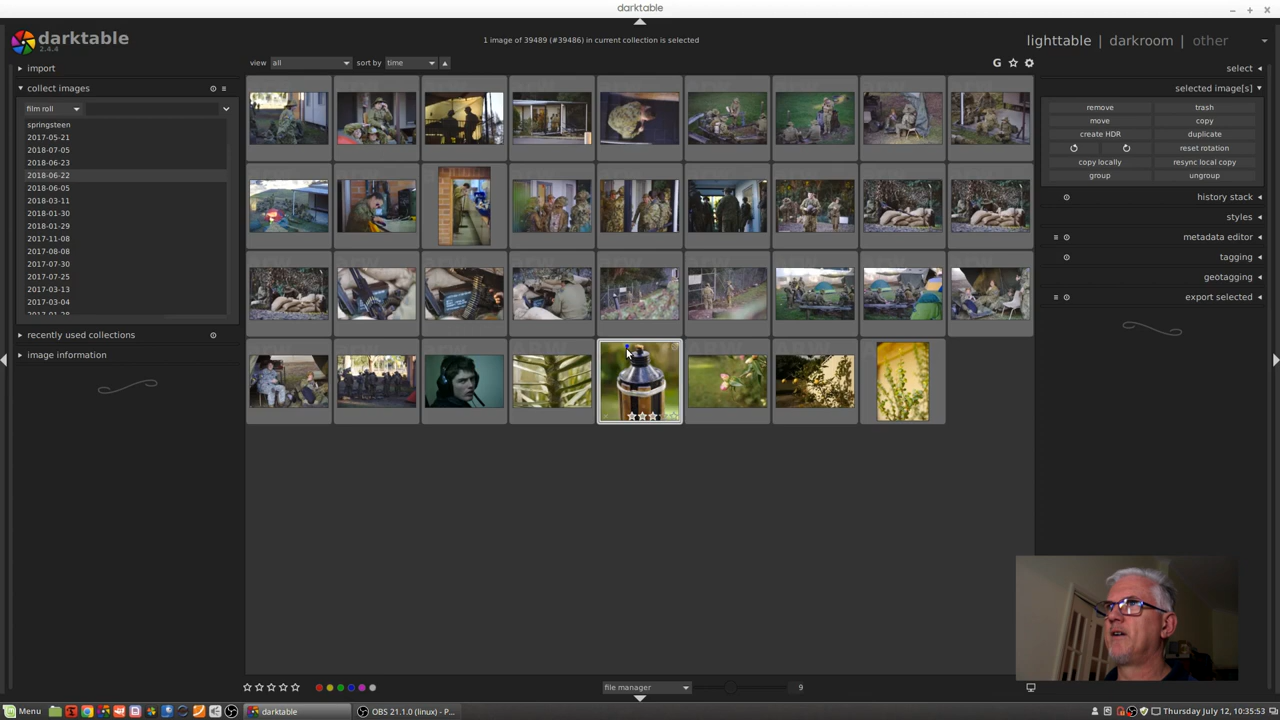 darktable
darktable
2.4.4
1 image of 39489 (#39486) in current collection is selected
lighttable | darkroom | other
import
collect images
film roll
springsteen
2017-05-21
2018-07-05
2018-06-23
2018-06-22
2018-06-05
2018-03-11
2018-01-30
2018-01-29
2017-11-08
2017-08-08
2017-07-30
2017-07-25
2017-03-13
2017-03-04
recently used collections
image information
view all sort by time
G
select
selected image[s]
remove trash
move copy
create HDR duplicate
reset rotation
copy locally resync local copy
group ungroup
history stack
styles
metadata editor
tagging
geotagging
export selected
file manager 9
Menu darktable OBS 21.1.0 (linux) - P... Thursday July 12, 10:35:53